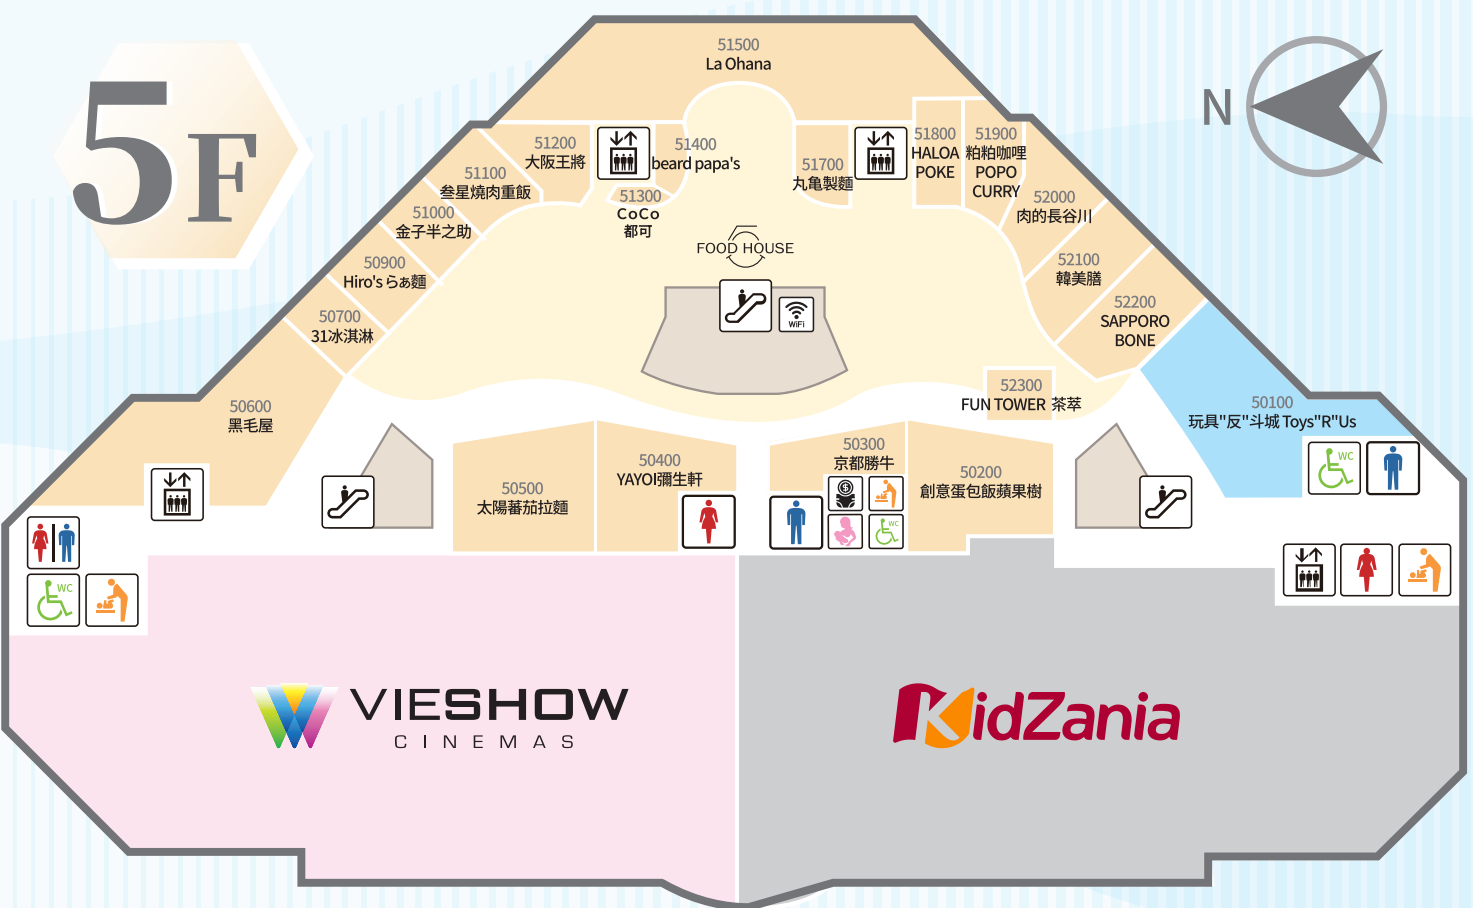 5F
N
51500
La Ohana
51200
大阪王將
51400
beard papa's
51300
CoCo
都可
51100
叁星燒肉重飯
51000
金子半之助
50900
Hiro's らぁ麵
50700
31冰淇淋
50600
黑毛屋
51700
丸亀製麵
51800
HALOA
POKE
51900
粘粘咖哩
POPO
CURRY
52000
肉的長谷川
52100
韓美膳
52200
SAPPORO
BONE
FOOD HOUSE
WiFi
52300
FUN TOWER 茶萃
50100
玩具"反"斗城 Toys"R"Us
WC
50500
太陽蕃茄拉麵
50400
YAYOI彌生軒
50300
京都勝牛
WC
50200
創意蛋包飯蘋果樹
WC
VIESHOW
CINEMAS
KidZania